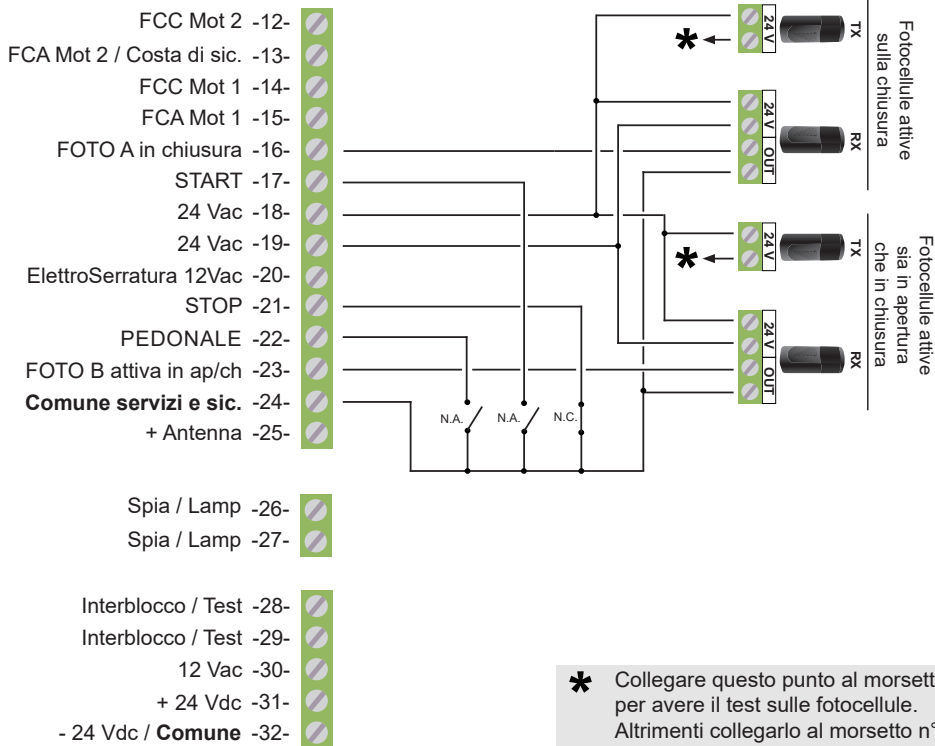 FCC Mot 2 -12-
FCA Mot 2 / Costa di sic. -13-
FCC Mot 1 -14-
FCA Mot 1 -15-
FOTO A in chiusura -16-
START -17-
24 Vac -18-
24 Vac -19-
ElettroSerratura 12Vac -20-
STOP -21-
PEDONALE -22-
FOTO B attiva in ap/ch -23-
Comune servizi e sic. -24-
+ Antenna -25-
Spia / Lamp -26-
Spia / Lamp -27-
Interblocco / Test -28-
Interblocco / Test -29-
12 Vac -30-
+ 24 Vdc -31-
- 24 Vdc / Comune -32-
N.A.
N.A.
N.C.
24 V
TX
*
24 V
OUT
RX
Fotocellule attive
sulla chiusura
24 V
TX
*
24 V
OUT
RX
Fotocellule attive
sia in apertura
che in chiusura
* Collegare questo punto al morsett
per avere il test sulle fotocellule.
Altrimenti collegarlo al morsetto n°